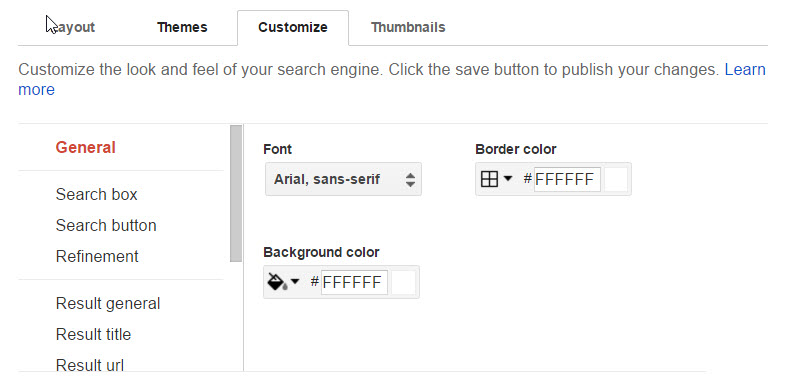 Layout Themes Customize Thumbnails
Customize the look and feel of your search engine. Click the save button to publish your changes. Learn
more
General
Search box
Search button
Refinement
Result general
Result title
Result url
Font Border color
Arial, sans-serif # FFFFFF
Background color
# FFFFFF